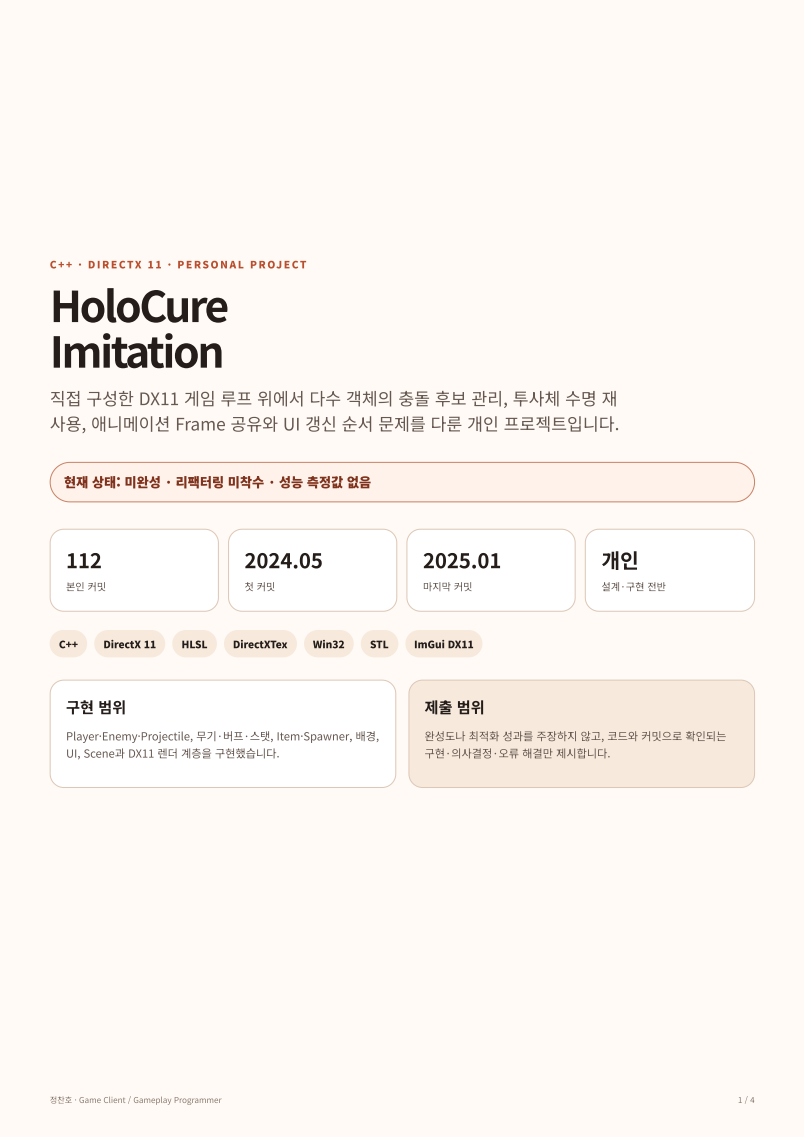 C++ · DIRECTX 11 · PERSONAL PROJECT
HoloCure
Imitation
직접 구성한 DX11 게임 루프 위에서 다수 객체의 충돌 후보 관리, 투사체 수명 재
사용, 애니메이션 Frame 공유와 UI 갱신 순서 문제를 다룬 개인 프로젝트입니다.
현재 상태: 미완성 · 리팩터링 미착수 · 성능 측정값 없음
112
본인 커밋
2024.05
첫 커밋
2025.01
마지막 커밋
개인
설계·구현 전반
C++ DirectX 11 HLSL DirectXTex Win32 STL ImGui DX11
구현 범위
Player·Enemy·Projectile, 무기·버프·스탯, Item·Spawner, 배경,
UI, Scene과 DX11 렌더 계층을 구현했습니다.
제출 범위
완성도나 최적화 성과를 주장하지 않고, 코드와 커밋으로 확인되는
구현·의사결정·오류 해결만 제시합니다.
정찬호 · Game Client / Gameplay Programmer
1 / 4